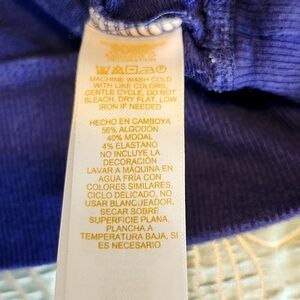 MACHINE WASH COLD
WITH LIKE COLORS,
GENTLE CYCLE, DO NOT
BLEACH, DRY FLAT, LOW
IRON IF NEEDED
HECHO EN CAMBOYA
56% ALGODÓN
40% MODAL
4% ELASTANO
NO INCLUYE LA
DECORACIÓN
LAVAR A MÁQUINA EN
AGUA FRÍA CON
COLORES SIMILARES,
CICLO DELICADO, NO
USAR BLANQUEADOR,
SECAR SOBRE
SUPERFICIE PLANA,
PLANCHA A
TEMPERATURA BAJA, SI
ES NECESARIO